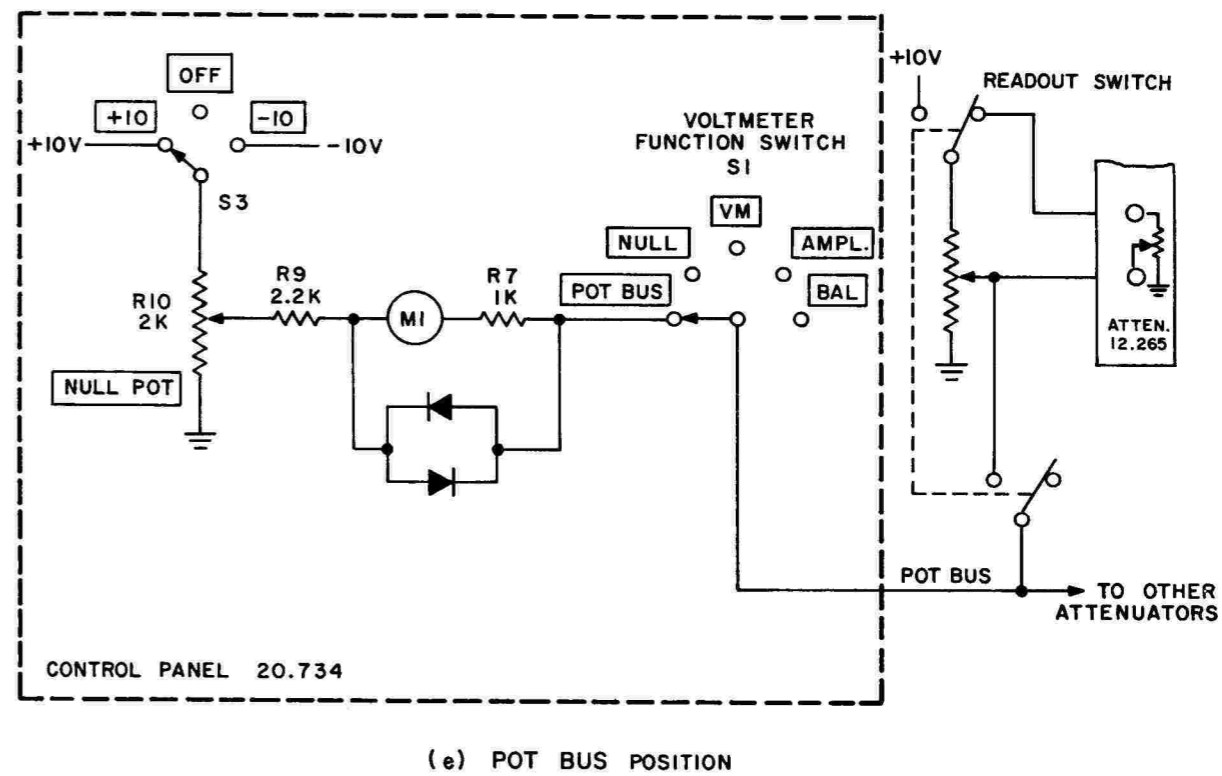 OFF
+10
-10
+10V
-10V
S3
R10
2K
NULL POT
R9
2.2K
M1
R7
1K
VOLTMETER
FUNCTION SWITCH
S1
VM
NULL
AMPL.
POT BUS
BAL
+10V
READOUT SWITCH
ATTEN.
12.265
POT BUS
TO OTHER
ATTENUATORS
CONTROL PANEL 20.734
(e) POT BUS POSITION